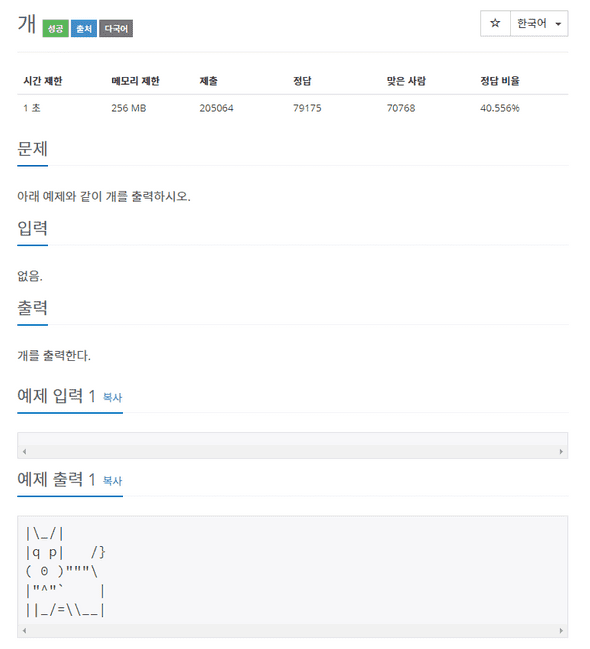 개 성공 출처 다국어 ☆ 한국어
시간 제한 메모리 제한 제출 정답 맞은 사람 정답 비율
1 초 256 MB 205064 79175 70768 40.556%
문제
아래 예제와 같이 개를 출력하시오.
입력
없음.
출력
개를 출력한다.
예제 입력 1 복사
예제 출력 1 복사
|\_/|
|q p|   /}
( 0 )"""\
|"^"`    |
||_/=\\__|